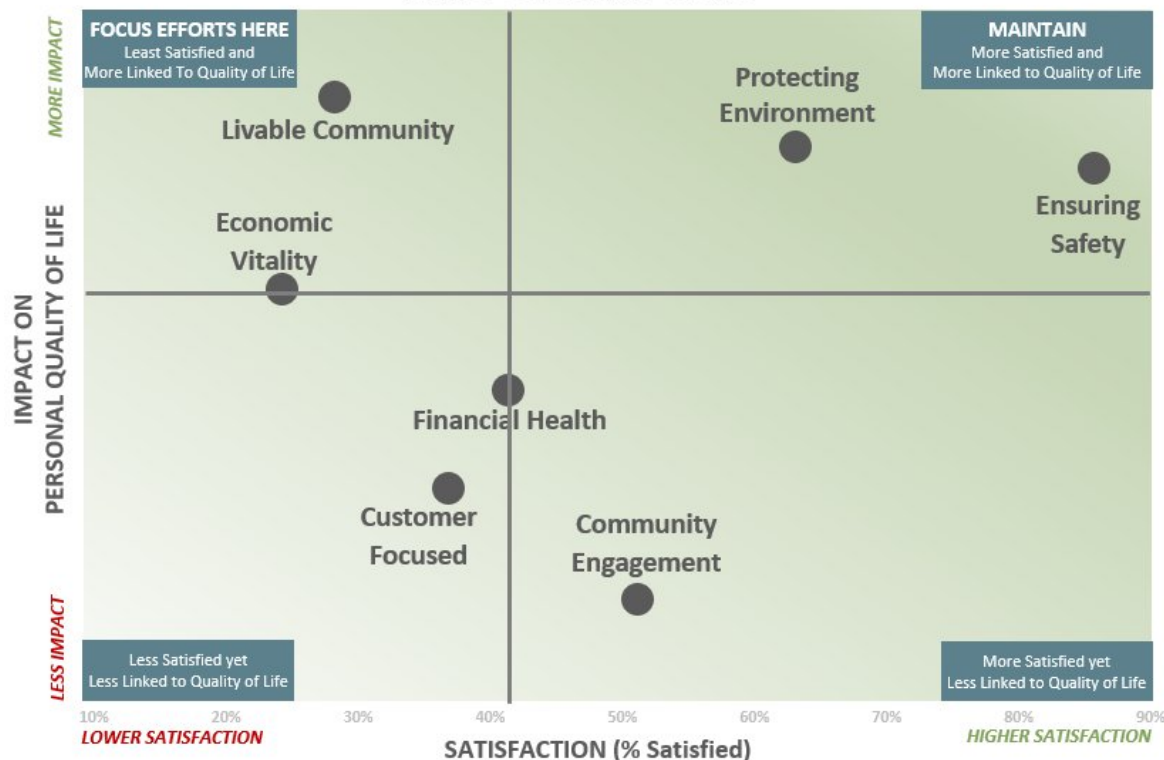 FOCUS EFFORTS HERE
Least Satisfied and
More Linked To Quality of Life
MAINTAIN
More Satisfied and
More Linked to Quality of Life
MORE IMPACT
Protecting
Environment
Livable Community
Ensuring
Safety
Economic
Vitality
IMPACT ON
PERSONAL QUALITY OF LIFE
Financial Health
Customer
Focused
Community
Engagement
LESS IMPACT
Less Satisfied yet
Less Linked to Quality of Life
More Satisfied yet
Less Linked to Quality of Life
10% 20% 30% 40% 50% 60% 70% 80% 90%
LOWER SATISFACTION
SATISFACTION (% Satisfied)
HIGHER SATISFACTION